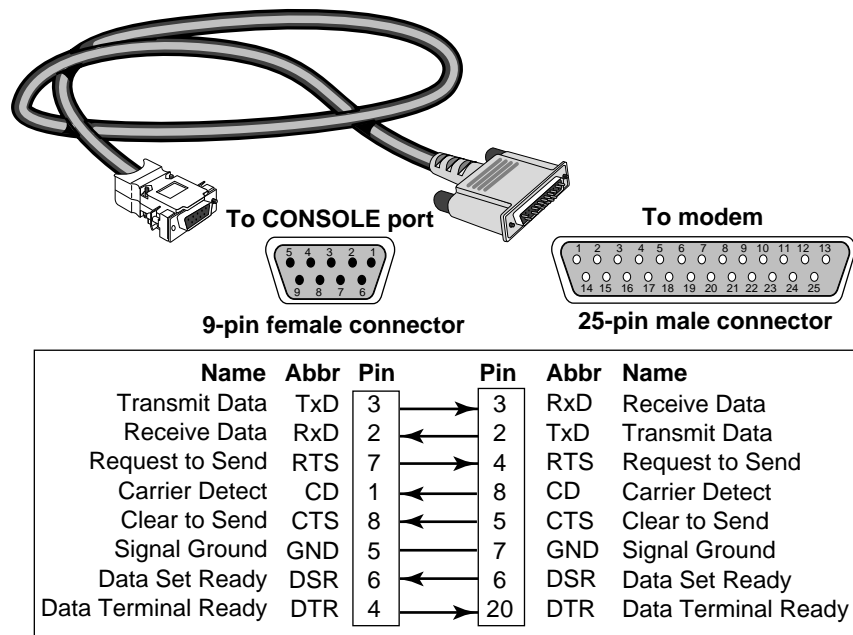 To CONSOLE port
To modem
5 4 3 2 1
9 8 7 6
1 2 3 4 5 6 7 8 9 10 11 12 13
14 15 16 17 18 19 20 21 22 23 24 25
9-pin female connector
25-pin male connector
Name Abbr Pin Pin Abbr Name
Transmit Data TxD 3 3 RxD Receive Data
Receive Data RxD 2 2 TxD Transmit Data
Request to Send RTS 7 4 RTS Request to Send
Carrier Detect CD 1 8 CD Carrier Detect
Clear to Send CTS 8 5 CTS Clear to Send
Signal Ground GND 5 7 GND Signal Ground
Data Set Ready DSR 6 6 DSR Data Set Ready
Data Terminal Ready DTR 4 20 DTR Data Terminal Ready